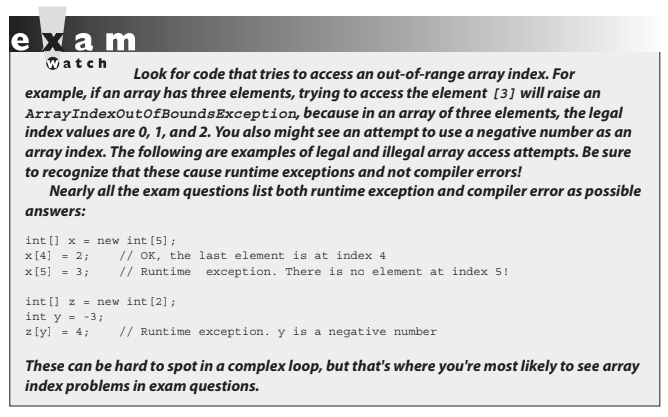 exam
Watch
Look for code that tries to access an out-of-range array index. For
example, if an array has three elements, trying to access the element [3] will raise an
ArrayIndexOutOfBoundsException, because in an array of three elements, the legal
index values are 0, 1, and 2. You also might see an attempt to use a negative number as an
array index. The following are examples of legal and illegal array access attempts. Be sure
to recognize that these cause runtime exceptions and not compiler errors!
Nearly all the exam questions list both runtime exception and compiler error as possible
answers:
int[] x = new int[5];
x[4] = 2;    // OK, the last element is at index 4
x[5] = 3;    // Runtime  exception. There is no element at index 5!
int[] z = new int[2];
int y = -3;
z[y] = 4;    // Runtime exception. y is a negative number
These can be hard to spot in a complex loop, but that's where you're most likely to see array
index problems in exam questions.